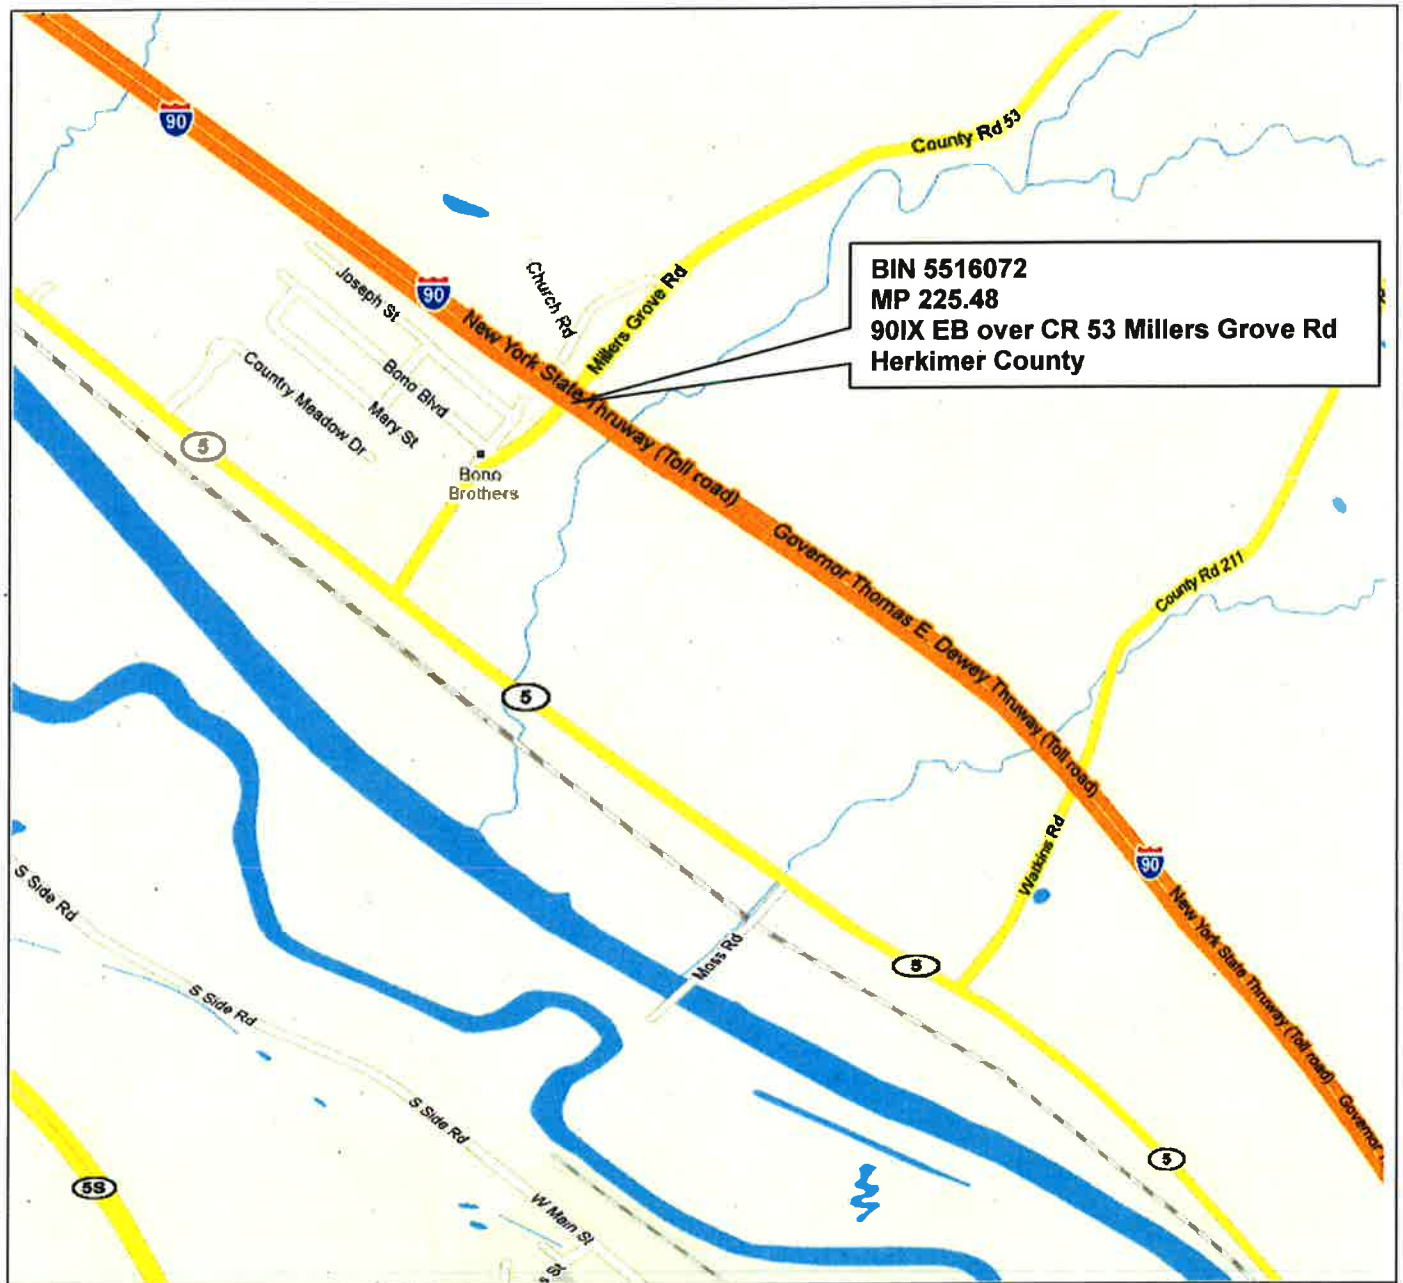 90
County Rd 53
BIN 5516072
MP 225.48
90IX EB over CR 53 Millers Grove Rd
Herkimer County
Church Rd
Joseph St
90
Millers Grove Rd
New York State Thruway (Toll road)
Bono Blvd
Country Meadow Dr
Mary St
5
Bono
Brothers
Governor Thomas E. Dewey Thruway (Toll road)
County Rd 211
5
Watkins Rd
90
S Side Rd
New York State Thruway (Toll road)
Moss Rd
5
S Side Rd
S Side Rd
Governor
5
5S
W Main St